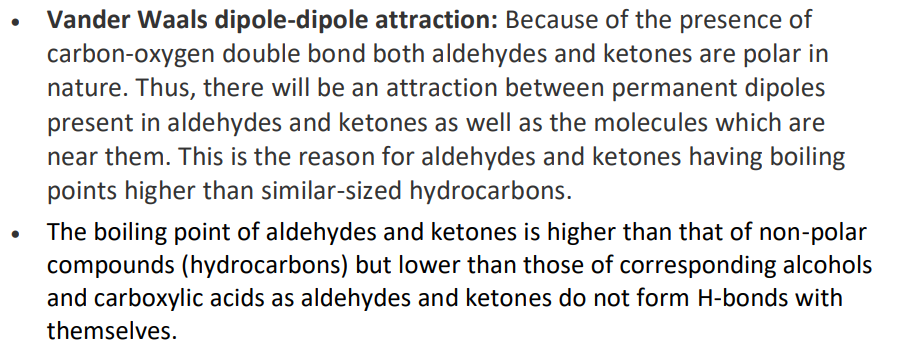 • Vander Waals dipole-dipole attraction: Because of the presence of
carbon-oxygen double bond both aldehydes and ketones are polar in
nature. Thus, there will be an attraction between permanent dipoles
present in aldehydes and ketones as well as the molecules which are
near them. This is the reason for aldehydes and ketones having boiling
points higher than similar-sized hydrocarbons.
• The boiling point of aldehydes and ketones is higher than that of non-polar
compounds (hydrocarbons) but lower than those of corresponding alcohols
and carboxylic acids as aldehydes and ketones do not form H-bonds with
themselves.